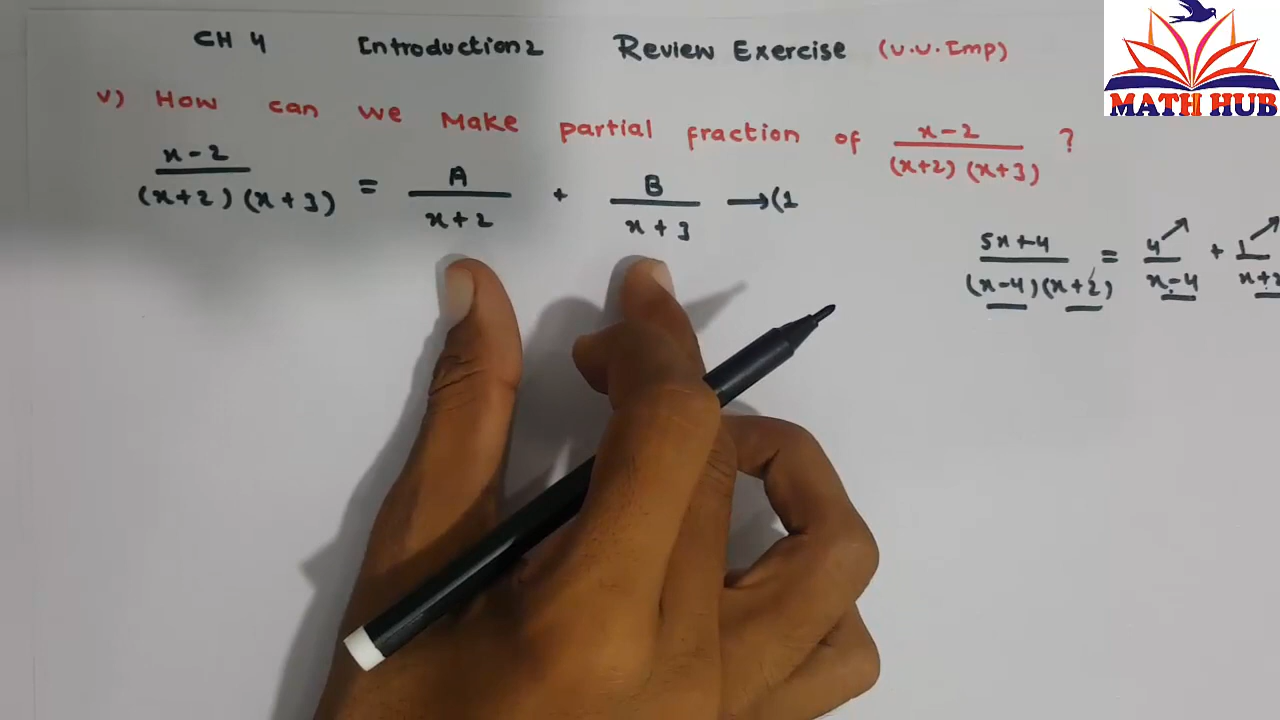 CH 4 Introduction2 Review Exercise (v.v.Imp)
MATH HUB
v) How can we Make partial fraction of x-2/(x+2)(x+3) ?
x-2/(x+2)(x+3) = A/x+2 + B/x+3 →(1
5x+4/(x-4)(x+2) = 4/x-4 + 1/x+2